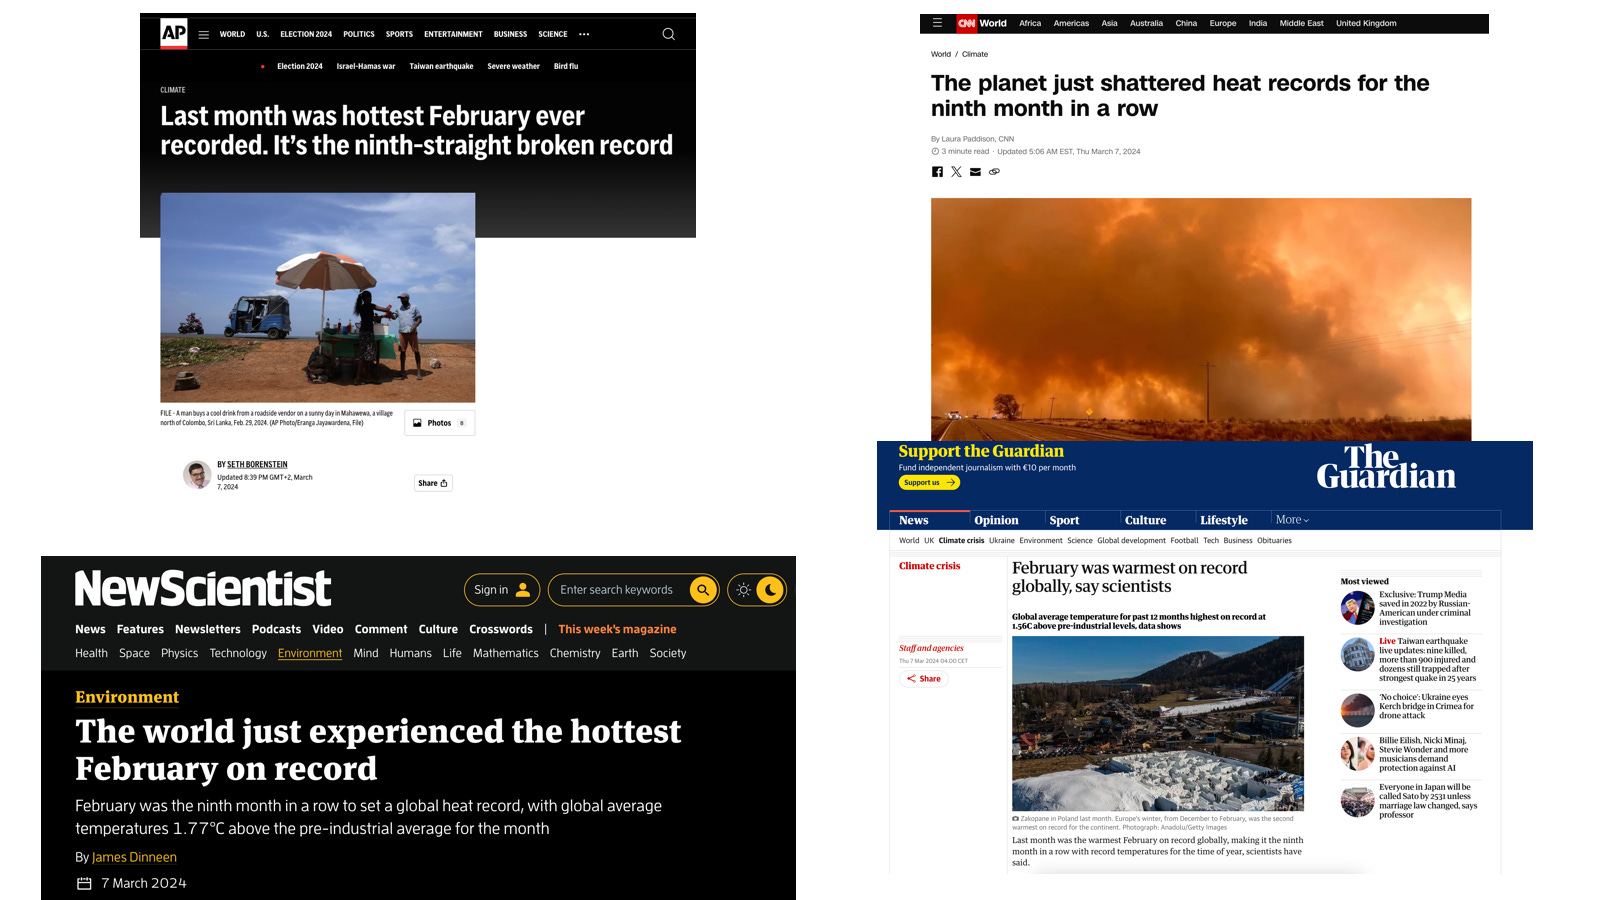 AP
WORLD U.S. ELECTION 2024 POLITICS SPORTS ENTERTAINMENT BUSINESS SCIENCE •••
Election 2024 Israel-Hamas war Taiwan earthquake Severe weather Bird flu
CLIMATE
Last month was hottest February ever
recorded. It's the ninth-straight broken record
FILE - A man buys a cool drink from a roadside vendor on a sunny day in Mahawewa, a village
north of Colombo, Sri Lanka, Feb. 29, 2024. (AP Photo/Eranga Jayawardena, File)
Photos 8
BY SETH BORENSTEIN
Updated 8:39 PM GMT+2, March
7, 2024
Share
CNN World Africa Americas Asia Australia China Europe India Middle East United Kingdom
World / Climate
The planet just shattered heat records for the
ninth month in a row
By Laura Paddison, CNN
3 minute read · Updated 5:06 AM EST, Thu March 7, 2024
NewScientist
Sign in
Enter search keywords
News Features Newsletters Podcasts Video Comment Culture Crosswords | This week's magazine
Health Space Physics Technology Environment Mind Humans Life Mathematics Chemistry Earth Society
Environment
The world just experienced the hottest
February on record
February was the ninth month in a row to set a global heat record, with global average
temperatures 1.77°C above the pre-industrial average for the month
By James Dinneen
7 March 2024
Support the Guardian
Fund independent journalism with €10 per month
Support us
The
Guardian
News Opinion Sport Culture Lifestyle More
World UK Climate crisis Ukraine Environment Science Global development Football Tech Business Obituaries
Climate crisis
February was warmest on record
globally, say scientists
Global average temperature for past 12 months highest on record at
1.56C above pre-industrial levels, data shows
Staff and agencies
Thu 7 Mar 2024 04.00 CET
Share
Zakopane in Poland last month. Europe's winter, from December to February, was the second
warmest on record for the continent. Photograph: Anadolu/Getty Images
Last month was the warmest February on record globally, making it the ninth
month in a row with record temperatures for the time of year, scientists have
said.
Most viewed
Exclusive: Trump Media
saved in 2022 by Russian-
American under criminal
investigation
Live Taiwan earthquake
live updates: nine killed,
more than 900 injured and
dozens still trapped after
strongest quake in 25 years
'No choice': Ukraine eyes
Kerch bridge in Crimea for
drone attack
Billie Eilish, Nicki Minaj,
Stevie Wonder and more
musicians demand
protection against AI
Everyone in Japan will be
called Sato by 2531 unless
marriage law changed, says
professor